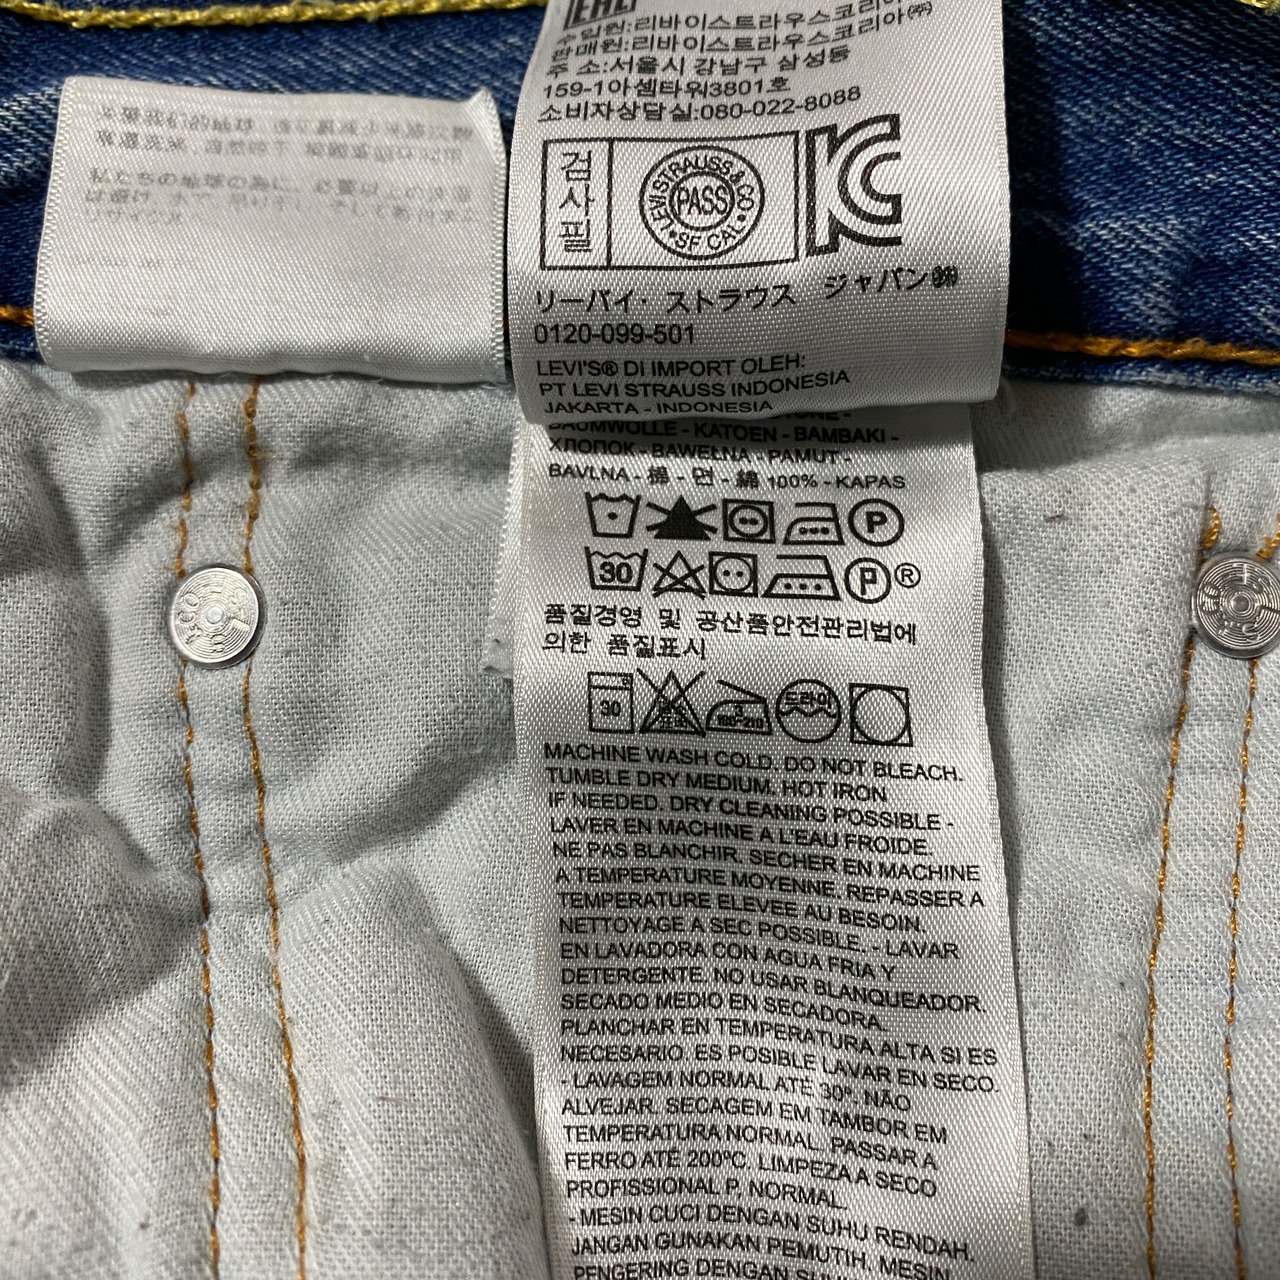 EAC
수입원:리바이스트라우스코리아
판매원:리바이스트라우스코리아㈜
주 소:서울시 강남구 삼성동
159-1아셈타워3801호
소비자상담실:080-022-8088
검사필
LEVI STRAUSS & CO
PASS
SF CAL
KC
リーバイ・ストラウス ジャパン㈱
0120-099-501
LEVI'S® DI IMPORT OLEH:
PT LEVI STRAUSS INDONESIA
JAKARTA - INDONESIA
BAUMWOLLE - KATOEN - BAMBAKI -
ХЛОПОК - BAWEŁNA - PAMUT -
BAVLNA - 棉 - 면 - 綿 100% - KAPAS
P
30 P ®
품질경영 및 공산품안전관리법에
의한 품질표시
30 3 180~210 드라이
MACHINE WASH COLD. DO NOT BLEACH.
TUMBLE DRY MEDIUM. HOT IRON
IF NEEDED. DRY CLEANING POSSIBLE -
LAVER EN MACHINE A L'EAU FROIDE.
NE PAS BLANCHIR. SECHER EN MACHINE
A TEMPERATURE MOYENNE. REPASSER A
TEMPERATURE ELEVEE AU BESOIN.
NETTOYAGE A SEC POSSIBLE. - LAVAR
EN LAVADORA CON AGUA FRIA Y
DETERGENTE. NO USAR BLANQUEADOR.
SECADO MEDIO EN SECADORA.
PLANCHAR EN TEMPERATURA ALTA SI ES
NECESARIO. ES POSIBLE LAVAR EN SECO.
- LAVAGEM NORMAL ATÉ 30º. NÃO
ALVEJAR. SECAGEM EM TAMBOR EM
TEMPERATURA NORMAL. PASSAR A
FERRO ATÉ 200ºC. LIMPEZA A SECO
PROFISSIONAL P, NORMAL.
- MESIN CUCI DENGAN SUHU RENDAH.
JANGAN GUNAKAN PEMUTIH. MESIN
PENGERING DENGAN